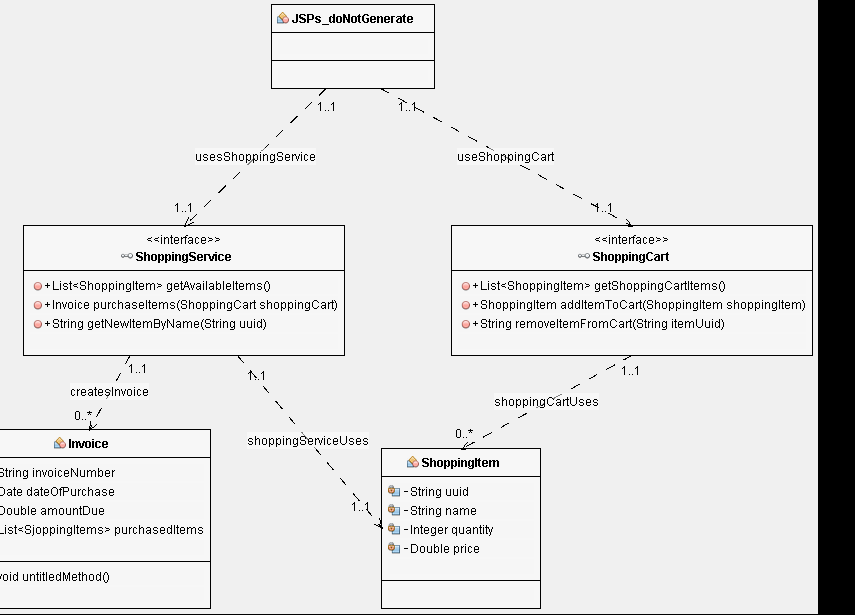 JSPs_doNotGenerate
1..1
1..1
usesShoppingService
useShoppingCart
1..1
1..1
<<interface>>
ShoppingService
+List<ShoppingItem> getAvailableItems()
+Invoice purchaseItems(ShoppingCart shoppingCart)
+String getNewItemByName(String uuid)
<<interface>>
ShoppingCart
+List<ShoppingItem> getShoppingCartItems()
+ShoppingItem addItemToCart(ShoppingItem shoppingItem)
+String removeItemFromCart(String itemUuid)
1..1
1..1
1..1
createsInvoice
shoppingCartUses
0..*
0..*
shoppingServiceUses
1..1
Invoice
String invoiceNumber
Date dateOfPurchase
Double amountDue
List<SjoppingItems> purchasedItems
void untitledMethod()
ShoppingItem
-String uuid
-String name
-Integer quantity
-Double price